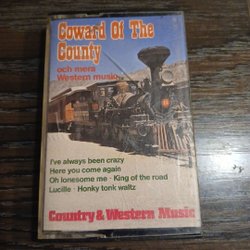 Coward Of The
County
och mera
Western music
I've always been crazy
Here you come again
Oh lonesome me · King of the road
Lucille · Honky tonk waltz
Country & Western Music